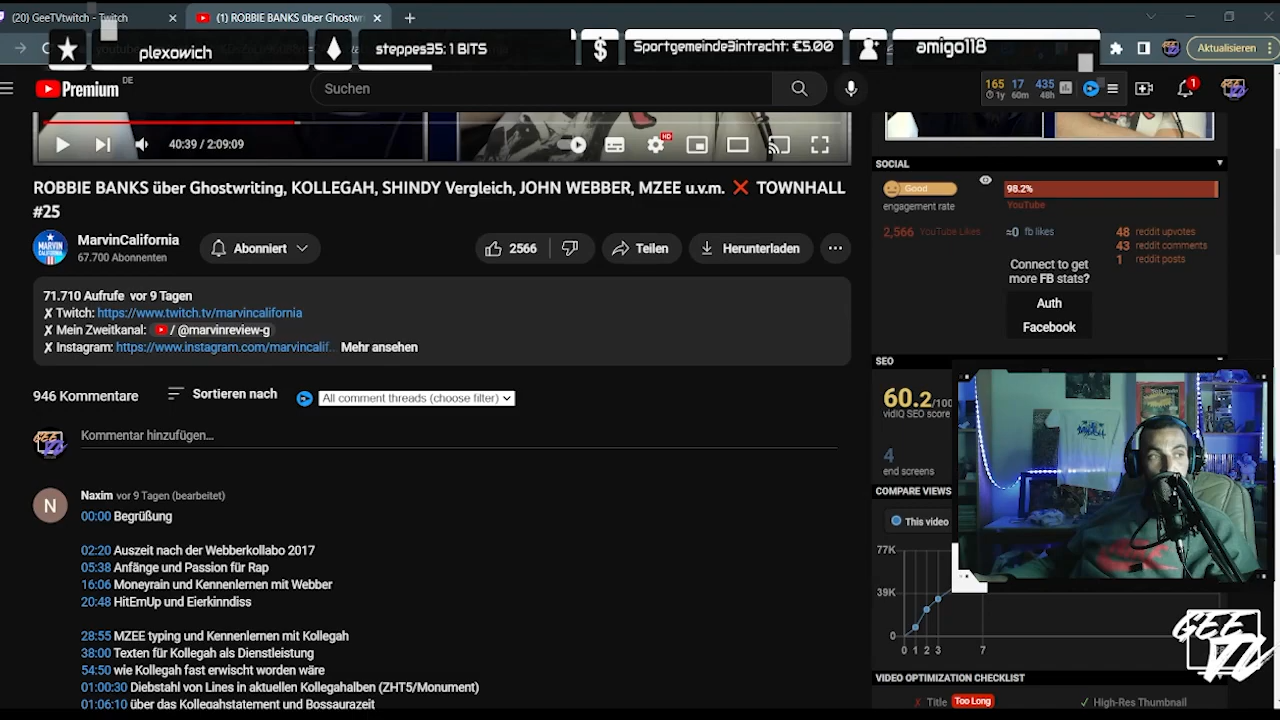 (20) GeeTVtwitch - Twitch
(1) ROBBIE BANKS über Ghostwr
plexowich
steppes35: 1 BITS
Sportgemeinde3intracht: €5.00
amigo118
Aktualisieren
Premium
DE
Suchen
165 17 435
1y 60m 48h
1
40:39 / 2:09:09
HD
ROBBIE BANKS über Ghostwriting, KOLLEGAH, SHINDY Vergleich, JOHN WEBBER, MZEE u.v.m. ❌ TOWNHALL
#25
MARVIN CALIFORNIA
MarvinCalifornia
67.700 Abonnenten
Abonniert
2566
Teilen
Herunterladen
71.710 Aufrufe vor 9 Tagen
✗ Twitch: https://www.twitch.tv/marvincalifornia
✗ Mein Zweitkanal: / @marvinreview-g
✗ Instagram: https://www.instagram.com/marvincalif... Mehr ansehen
946 Kommentare
Sortieren nach
All comment threads (choose filter)
Kommentar hinzufügen...
N
Naxim vor 9 Tagen (bearbeitet)
00:00 Begrüßung
02:20 Auszeit nach der Webberkollabo 2017
05:38 Anfänge und Passion für Rap
16:06 Moneyrain und Kennenlernen mit Webber
20:48 HitEmUp und Eierkinndiss
28:55 MZEE typing und Kennenlernen mit Kollegah
38:00 Texten für Kollegah als Dienstleistung
54:50 wie Kollegah fast erwischt worden wäre
01:00:30 Diebstahl von Lines in aktuellen Kollegahalben (ZHT5/Monument)
01:06:10 über das Kollegahstatement und Bossaurazeit
SOCIAL
Good
engagement rate
98.2%
YouTube
2,566 YouTube Likes
≈0 fb likes
48 reddit upvotes
43 reddit comments
1 reddit posts
Connect to get
more FB stats?
Auth
Facebook
SEO
60.2/100
vidIQ SEO score
4
end screens
COMPARE VIEWS
This video
77K
39K
0
0 1 2 3 7
GEE
TV
VIDEO OPTIMIZATION CHECKLIST
✗ Title Too Long
✓ High-Res Thumbnail